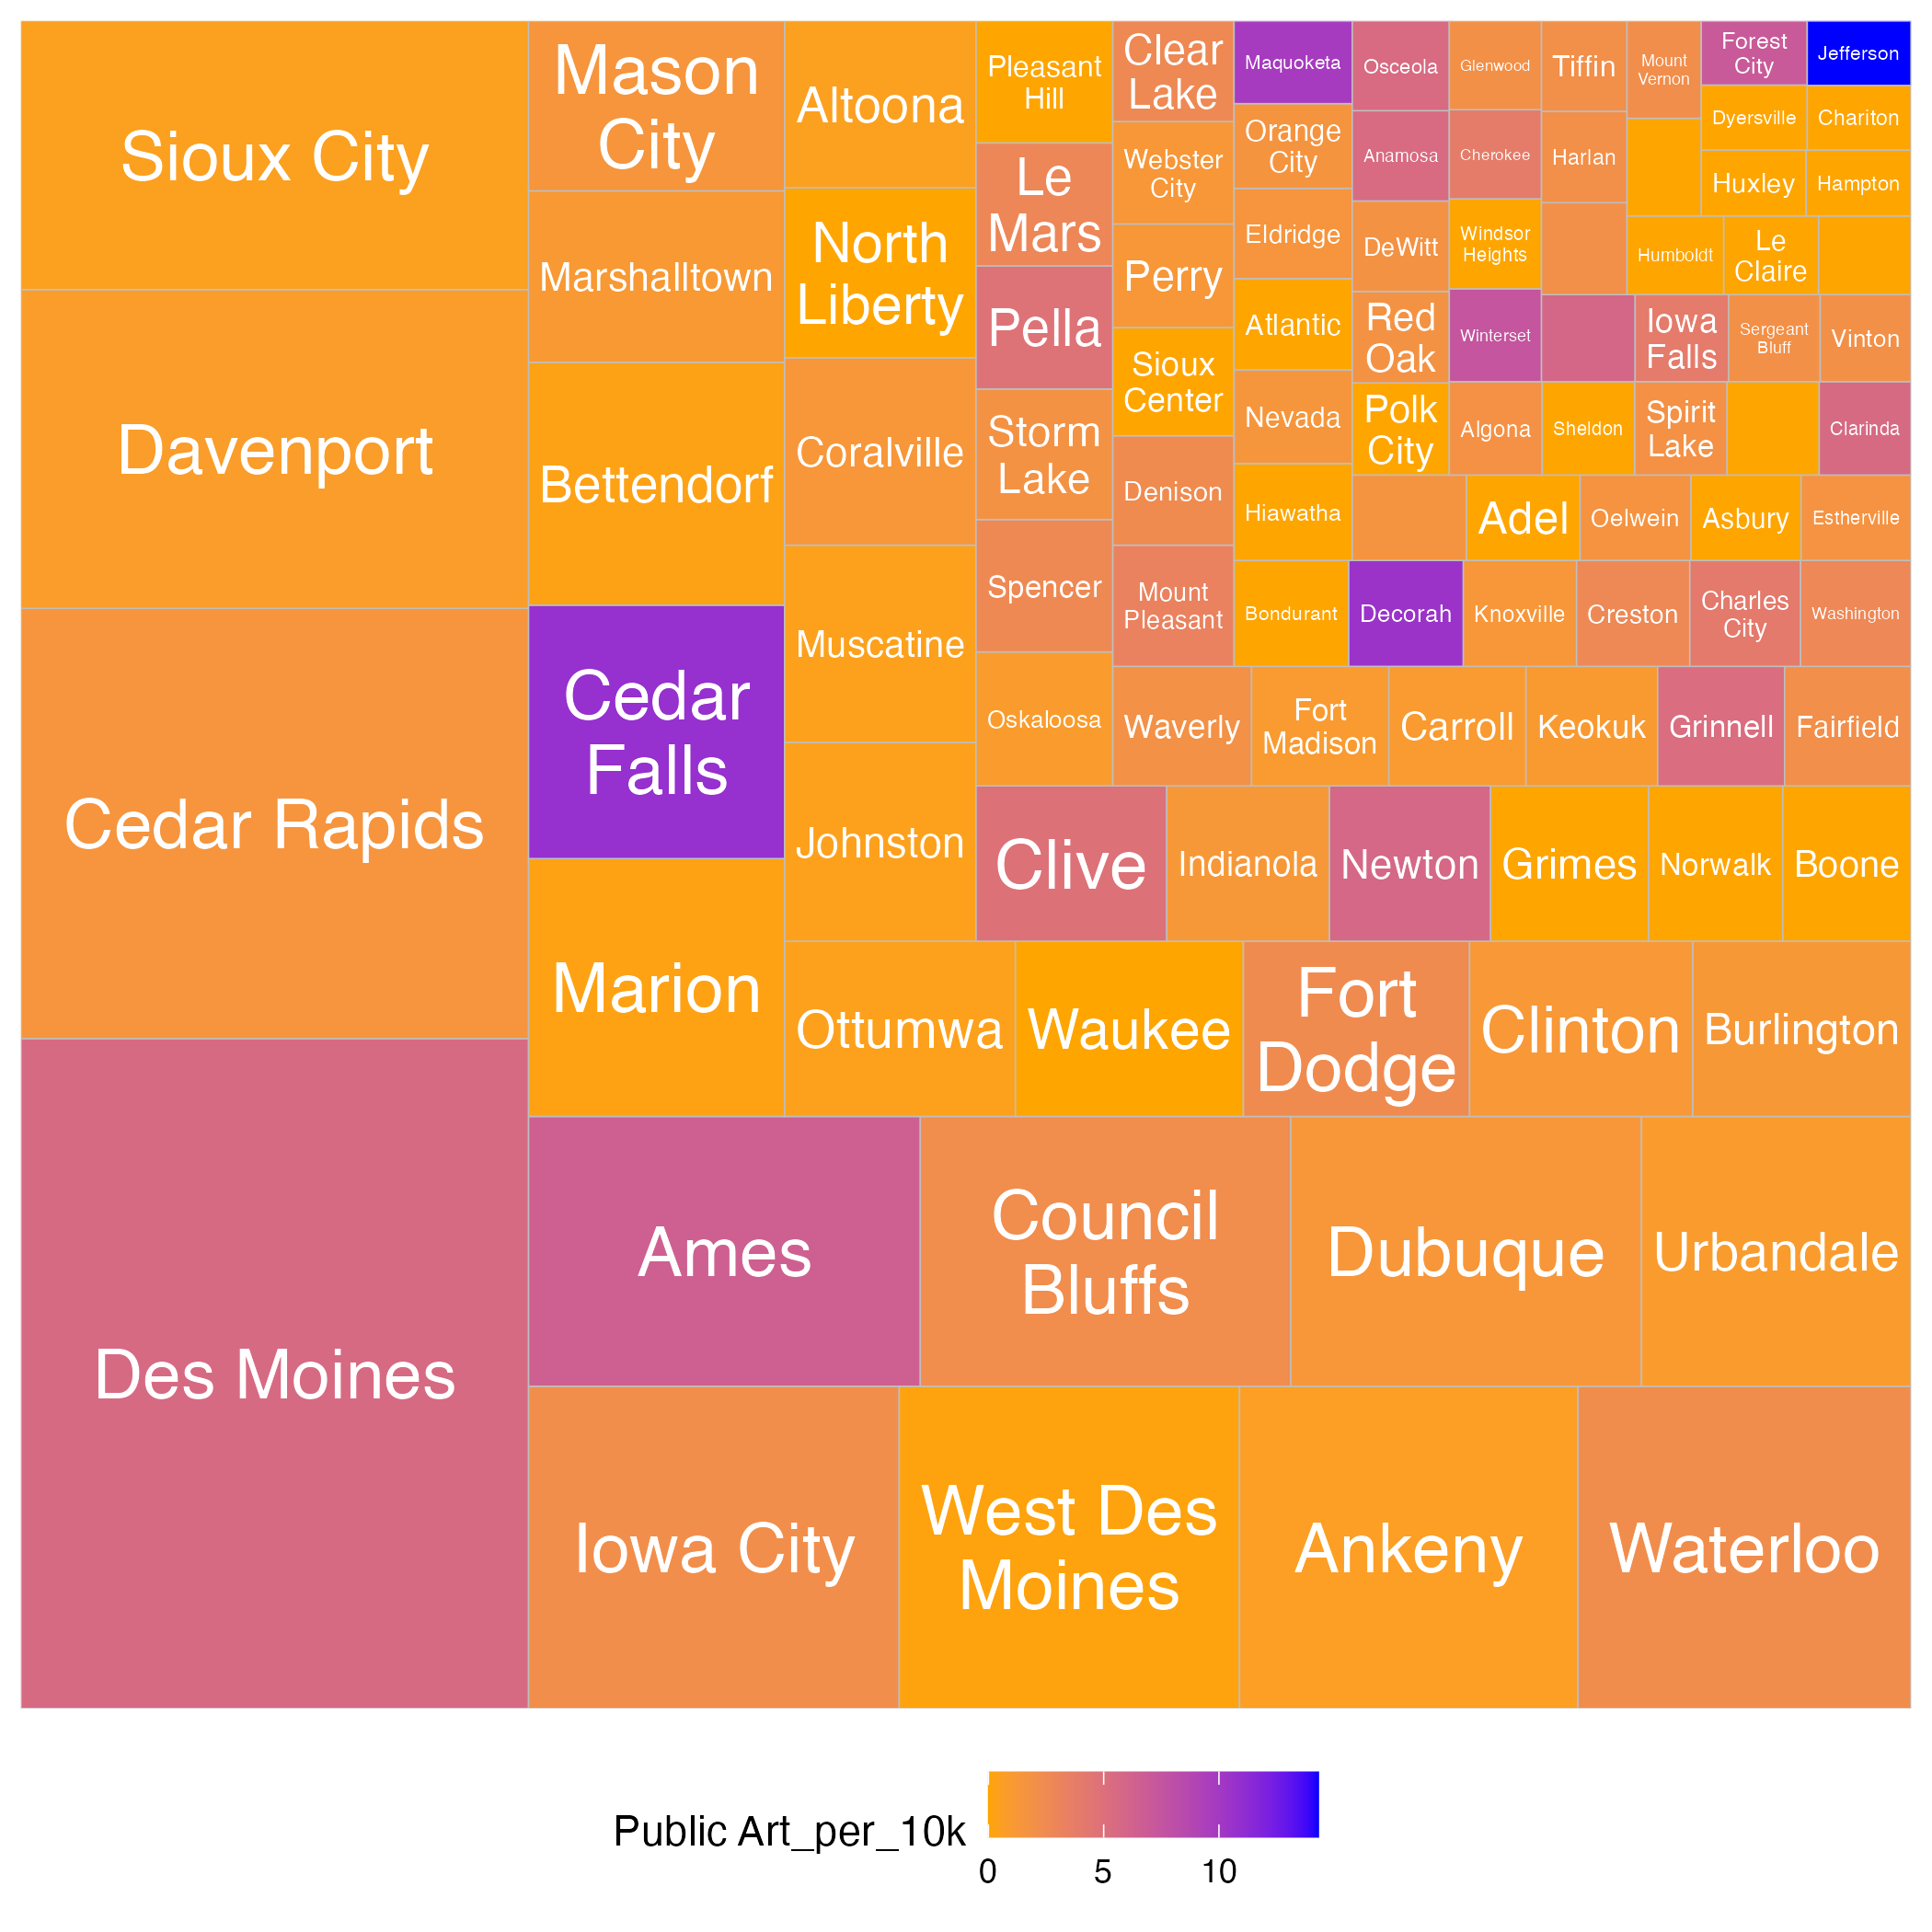 Sioux City
Davenport
Cedar Rapids
Des Moines
Mason
City
Marshalltown
Bettendorf
Cedar
Falls
Marion
Altoona
North
Liberty
Coralville
Muscatine
Johnston
Pleasant
Hill
Le
Mars
Pella
Storm
Lake
Spencer
Oskaloosa
Clear
Lake
Webster
City
Perry
Sioux
Center
Denison
Mount
Pleasant
Maquoketa
Orange
City
Eldridge
Atlantic
Nevada
Hiawatha
Osceola
Anamosa
DeWitt
Red
Oak
Polk
City
Glenwood
Cherokee
Windsor
Heights
Winterset
Algona
Tiffin
Harlan
Mount
Vernon
Forest
City
Jefferson
Dyersville
Chariton
Huxley
Hampton
Humboldt
Le
Claire
Iowa
Falls
Sergeant
Bluff
Vinton
Sheldon
Spirit
Lake
Clarinda
Adel
Oelwein
Asbury
Estherville
Bondurant
Decorah
Knoxville
Creston
Charles
City
Washington
Waverly
Fort
Madison
Carroll
Keokuk
Grinnell
Fairfield
Clive
Indianola
Newton
Grimes
Norwalk
Boone
Ottumwa
Waukee
Fort
Dodge
Clinton
Burlington
Ames
Council
Bluffs
Dubuque
Urbandale
Iowa City
West Des
Moines
Ankeny
Waterloo
Public Art_per_10k
0 5 10